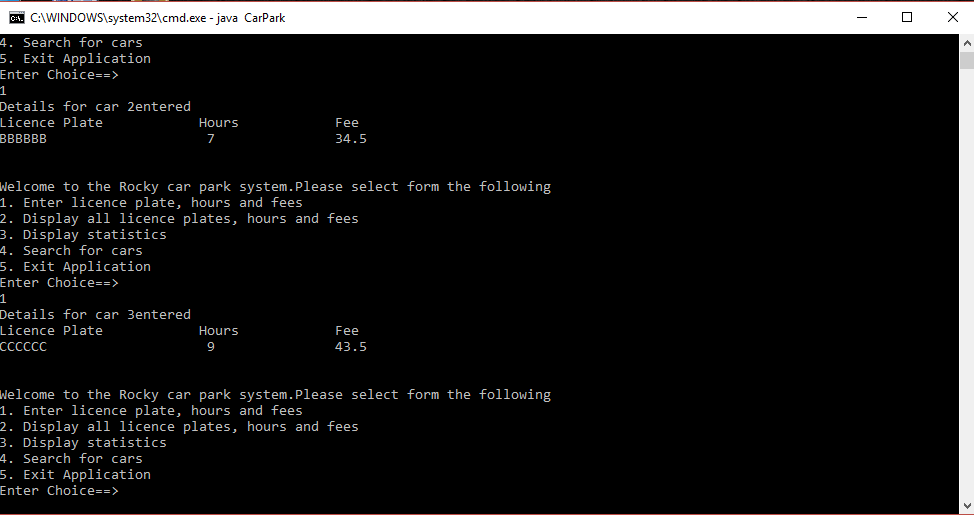 C:\WINDOWS\system32\cmd.exe - java  CarPark
4. Search for cars
5. Exit Application
Enter Choice==>
1
Details for car 2entered
Licence Plate            Hours            Fee
BBBBBB                    7               34.5
Welcome to the Rocky car park system.Please select form the following
1. Enter licence plate, hours and fees
2. Display all licence plates, hours and fees
3. Display statistics
4. Search for cars
5. Exit Application
Enter Choice==>
1
Details for car 3entered
Licence Plate            Hours            Fee
CCCCCC                    9               43.5
Welcome to the Rocky car park system.Please select form the following
1. Enter licence plate, hours and fees
2. Display all licence plates, hours and fees
3. Display statistics
4. Search for cars
5. Exit Application
Enter Choice==>